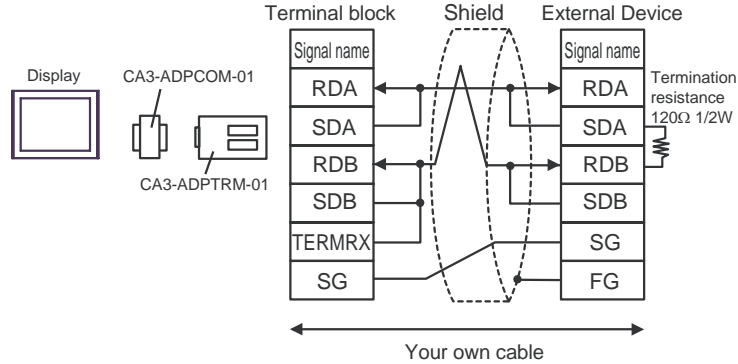 Terminal block
Shield
External Device
Display
CA3-ADPCOM-01
CA3-ADPTRM-01
Signal name
RDA
SDA
RDB
SDB
TERMRX
SG
Signal name
RDA
SDA
RDB
SDB
SG
FG
Termination
resistance
120Ω 1/2W
Your own cable